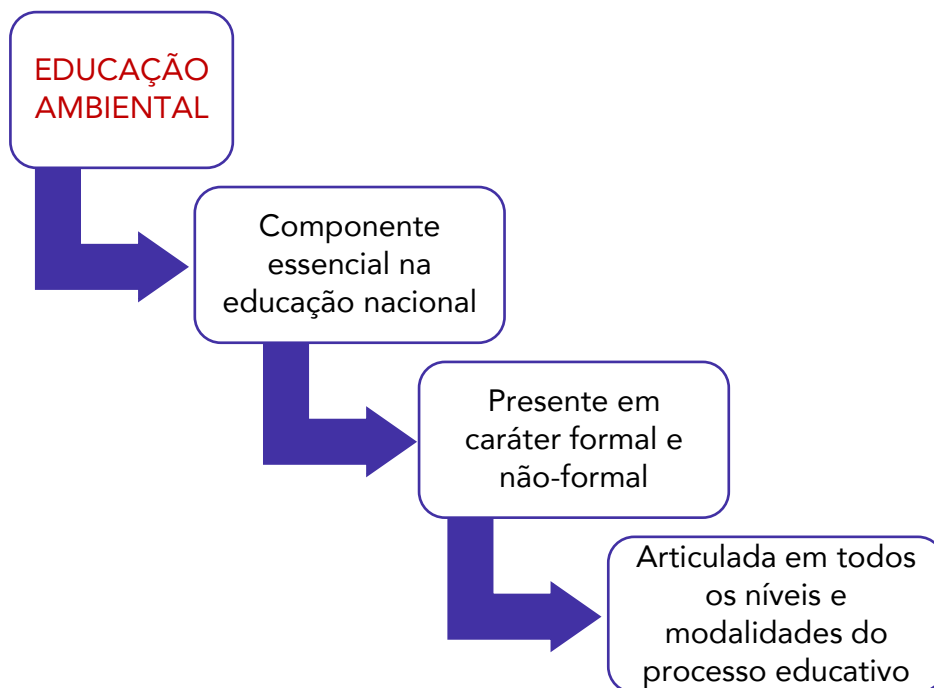 EDUCAÇÃO
AMBIENTAL
Componente
essencial na
educação nacional
Presente em
caráter formal e
não-formal
Articulada em todos
os níveis e
modalidades do
processo educativo